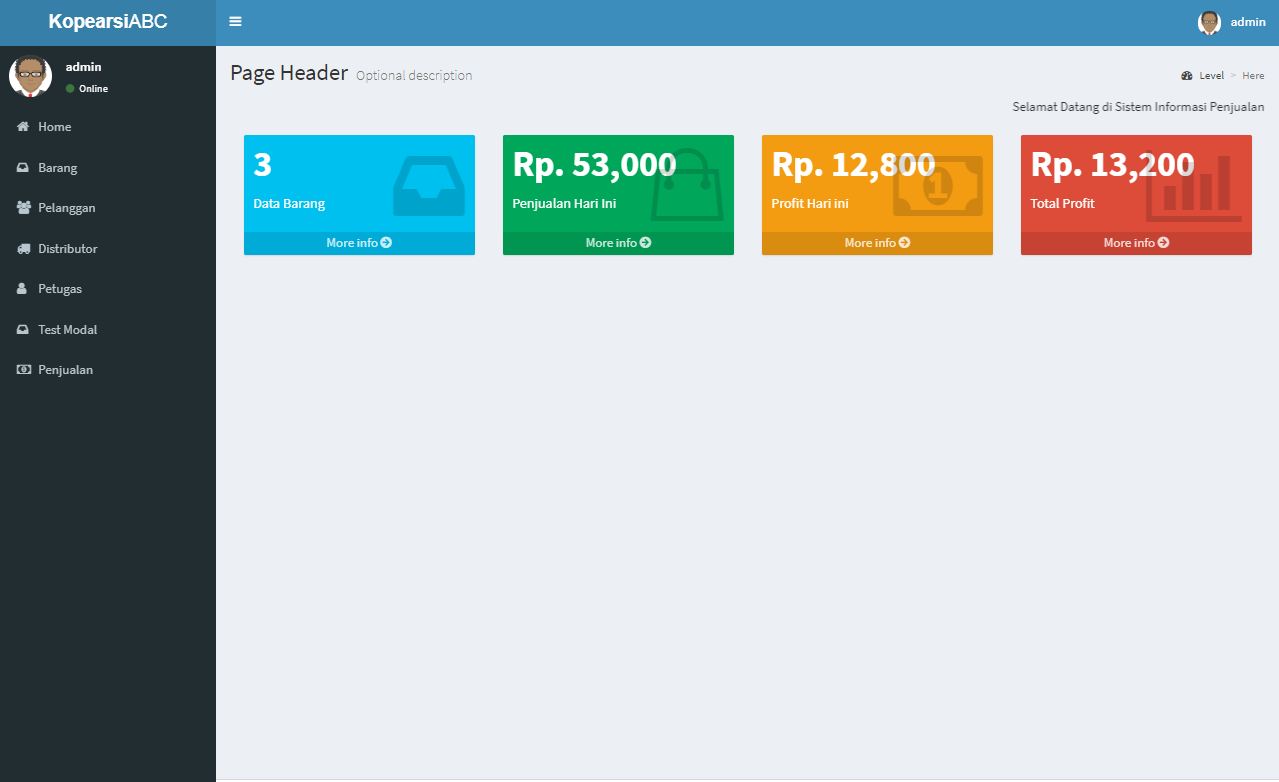 KopearsiABC
admin
admin
Online
Home
Barang
Pelanggan
Distributor
Petugas
Test Modal
Penjualan
Page Header Optional description
Level > Here
Selamat Datang di Sistem Informasi Penjualan
3
Data Barang
More info
Rp. 53,000
Penjualan Hari Ini
More info
Rp. 12,800
Profit Hari ini
More info
Rp. 13,200
Total Profit
More info